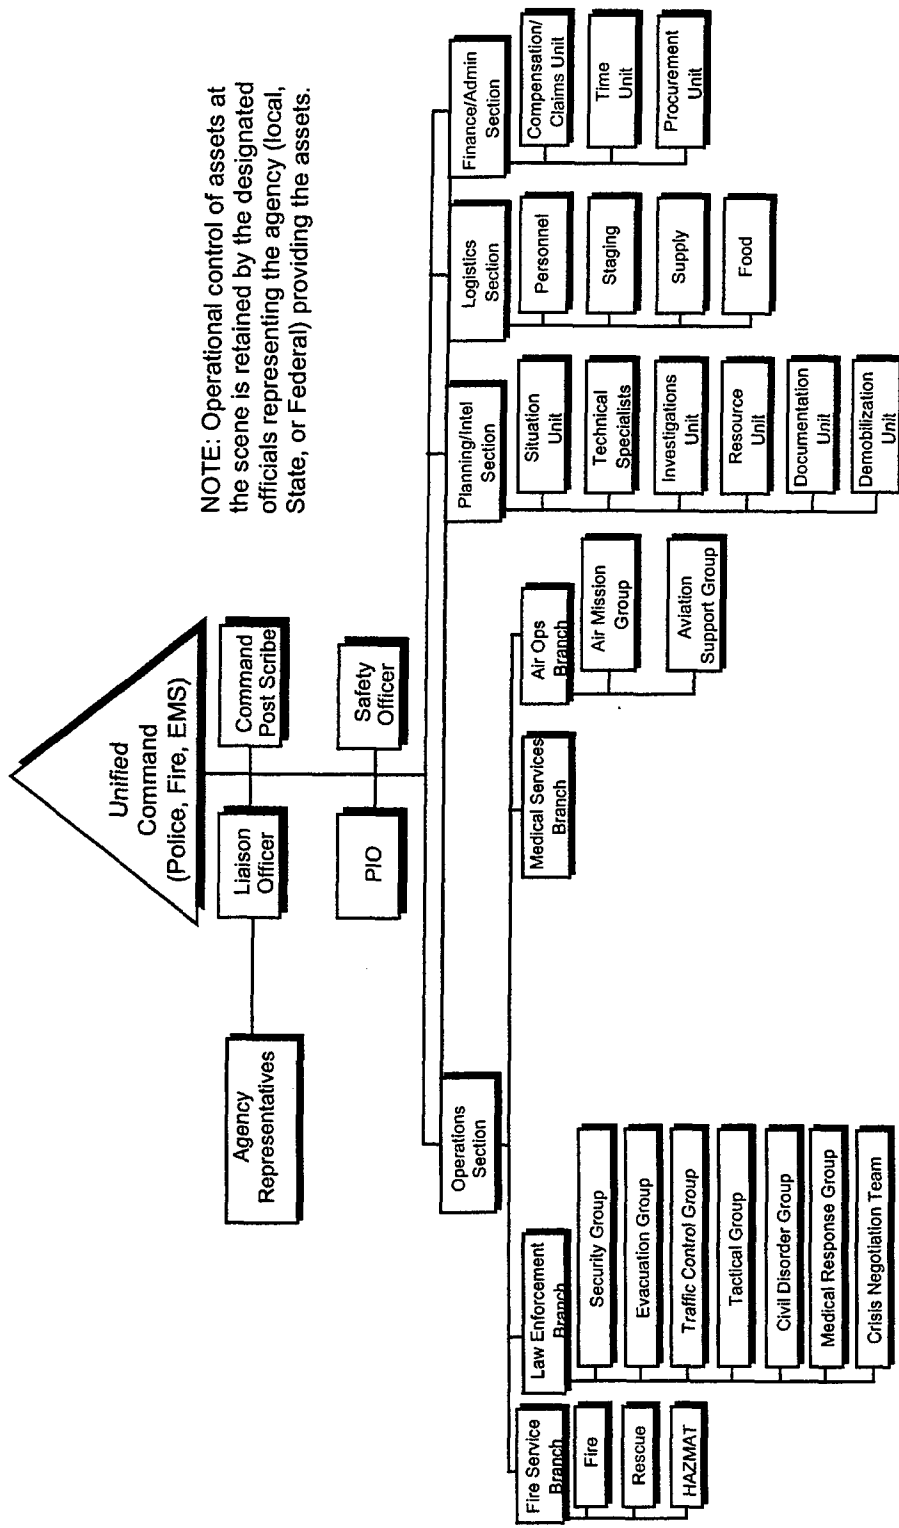 Unified
Command
(Police, Fire, EMS)
NOTE: Operational control of assets at
the scene is retained by the designated
officials representing the agency (local,
State, or Federal) providing the assets.
Agency
Representatives
Liaison
Officer
Command
Post Scribe
PIO
Safety
Officer
Operations
Section
Planning/Intel
Section
Logistics
Section
Finance/Admin
Section
Fire Service
Branch
Fire
Rescue
HAZMAT
Law Enforcement
Branch
Security Group
Evacuation Group
Traffic Control Group
Tactical Group
Civil Disorder Group
Medical Response Group
Crisis Negotiation Team
Medical Services
Branch
Air Ops
Branch
Air Mission
Group
Aviation
Support Group
Situation
Unit
Technical
Specialists
Investigations
Unit
Resource
Unit
Documentation
Unit
Demobilization
Unit
Personnel
Staging
Supply
Food
Compensation/
Claims Unit
Time
Unit
Procurement
Unit